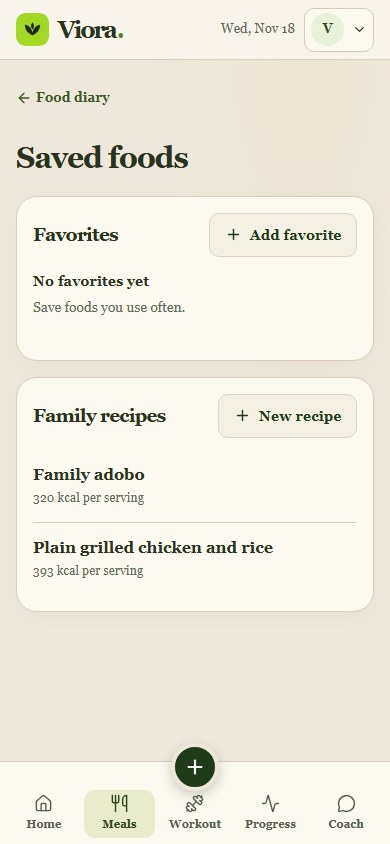 Viora.
Wed, Nov 18
V
Food diary
Saved foods
Favorites
Add favorite
No favorites yet
Save foods you use often.
Family recipes
New recipe
Family adobo
320 kcal per serving
Plain grilled chicken and rice
393 kcal per serving
Home
Meals
Workout
Progress
Coach